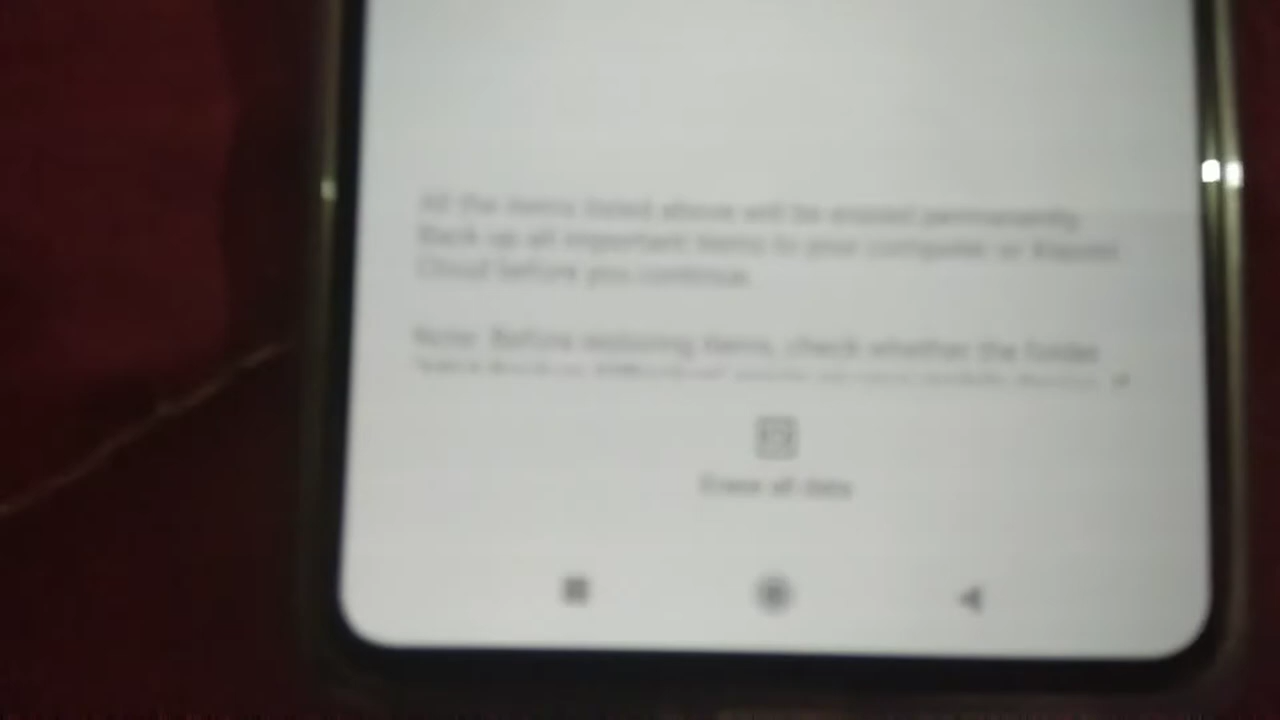 All the items listed above will be erased permanently.
Back up all important items to your computer or Xiaomi
Cloud before you continue.
Note: Before restoring items, check whether the folder
Erase all data